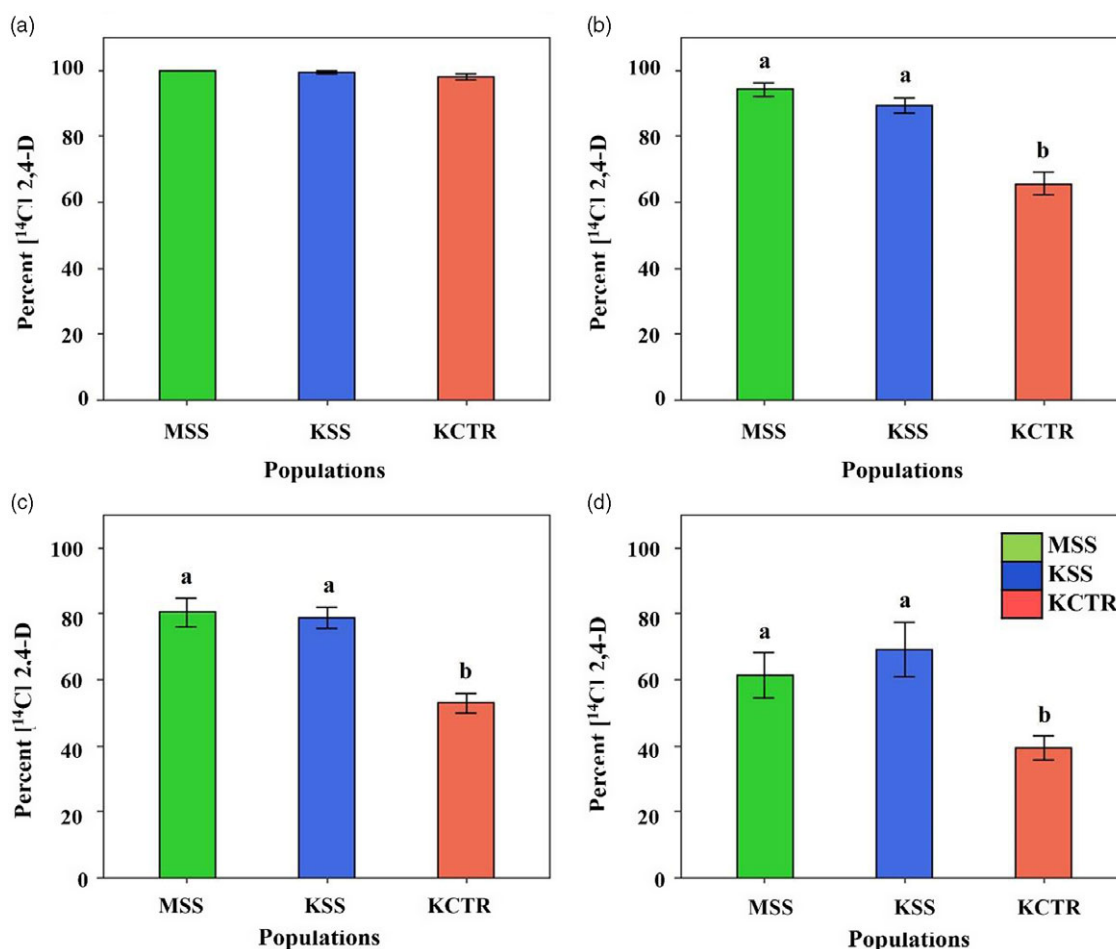 (a)
Percent [¹⁴C] 2,4-D
100
80
60
40
20
0
MSS KSS KCTR
Populations
(b)
Percent [¹⁴C] 2,4-D
100
80
60
40
20
0
a a b
MSS KSS KCTR
Populations
(c)
Percent [¹⁴C] 2.4-D
100
80
60
40
20
0
a a b
MSS KSS KCTR
Populations
(d)
Percent [¹⁴C] 2,4-D
100
80
60
40
20
0
a a b
MSS
KSS
KCTR
MSS KSS KCTR
Populations